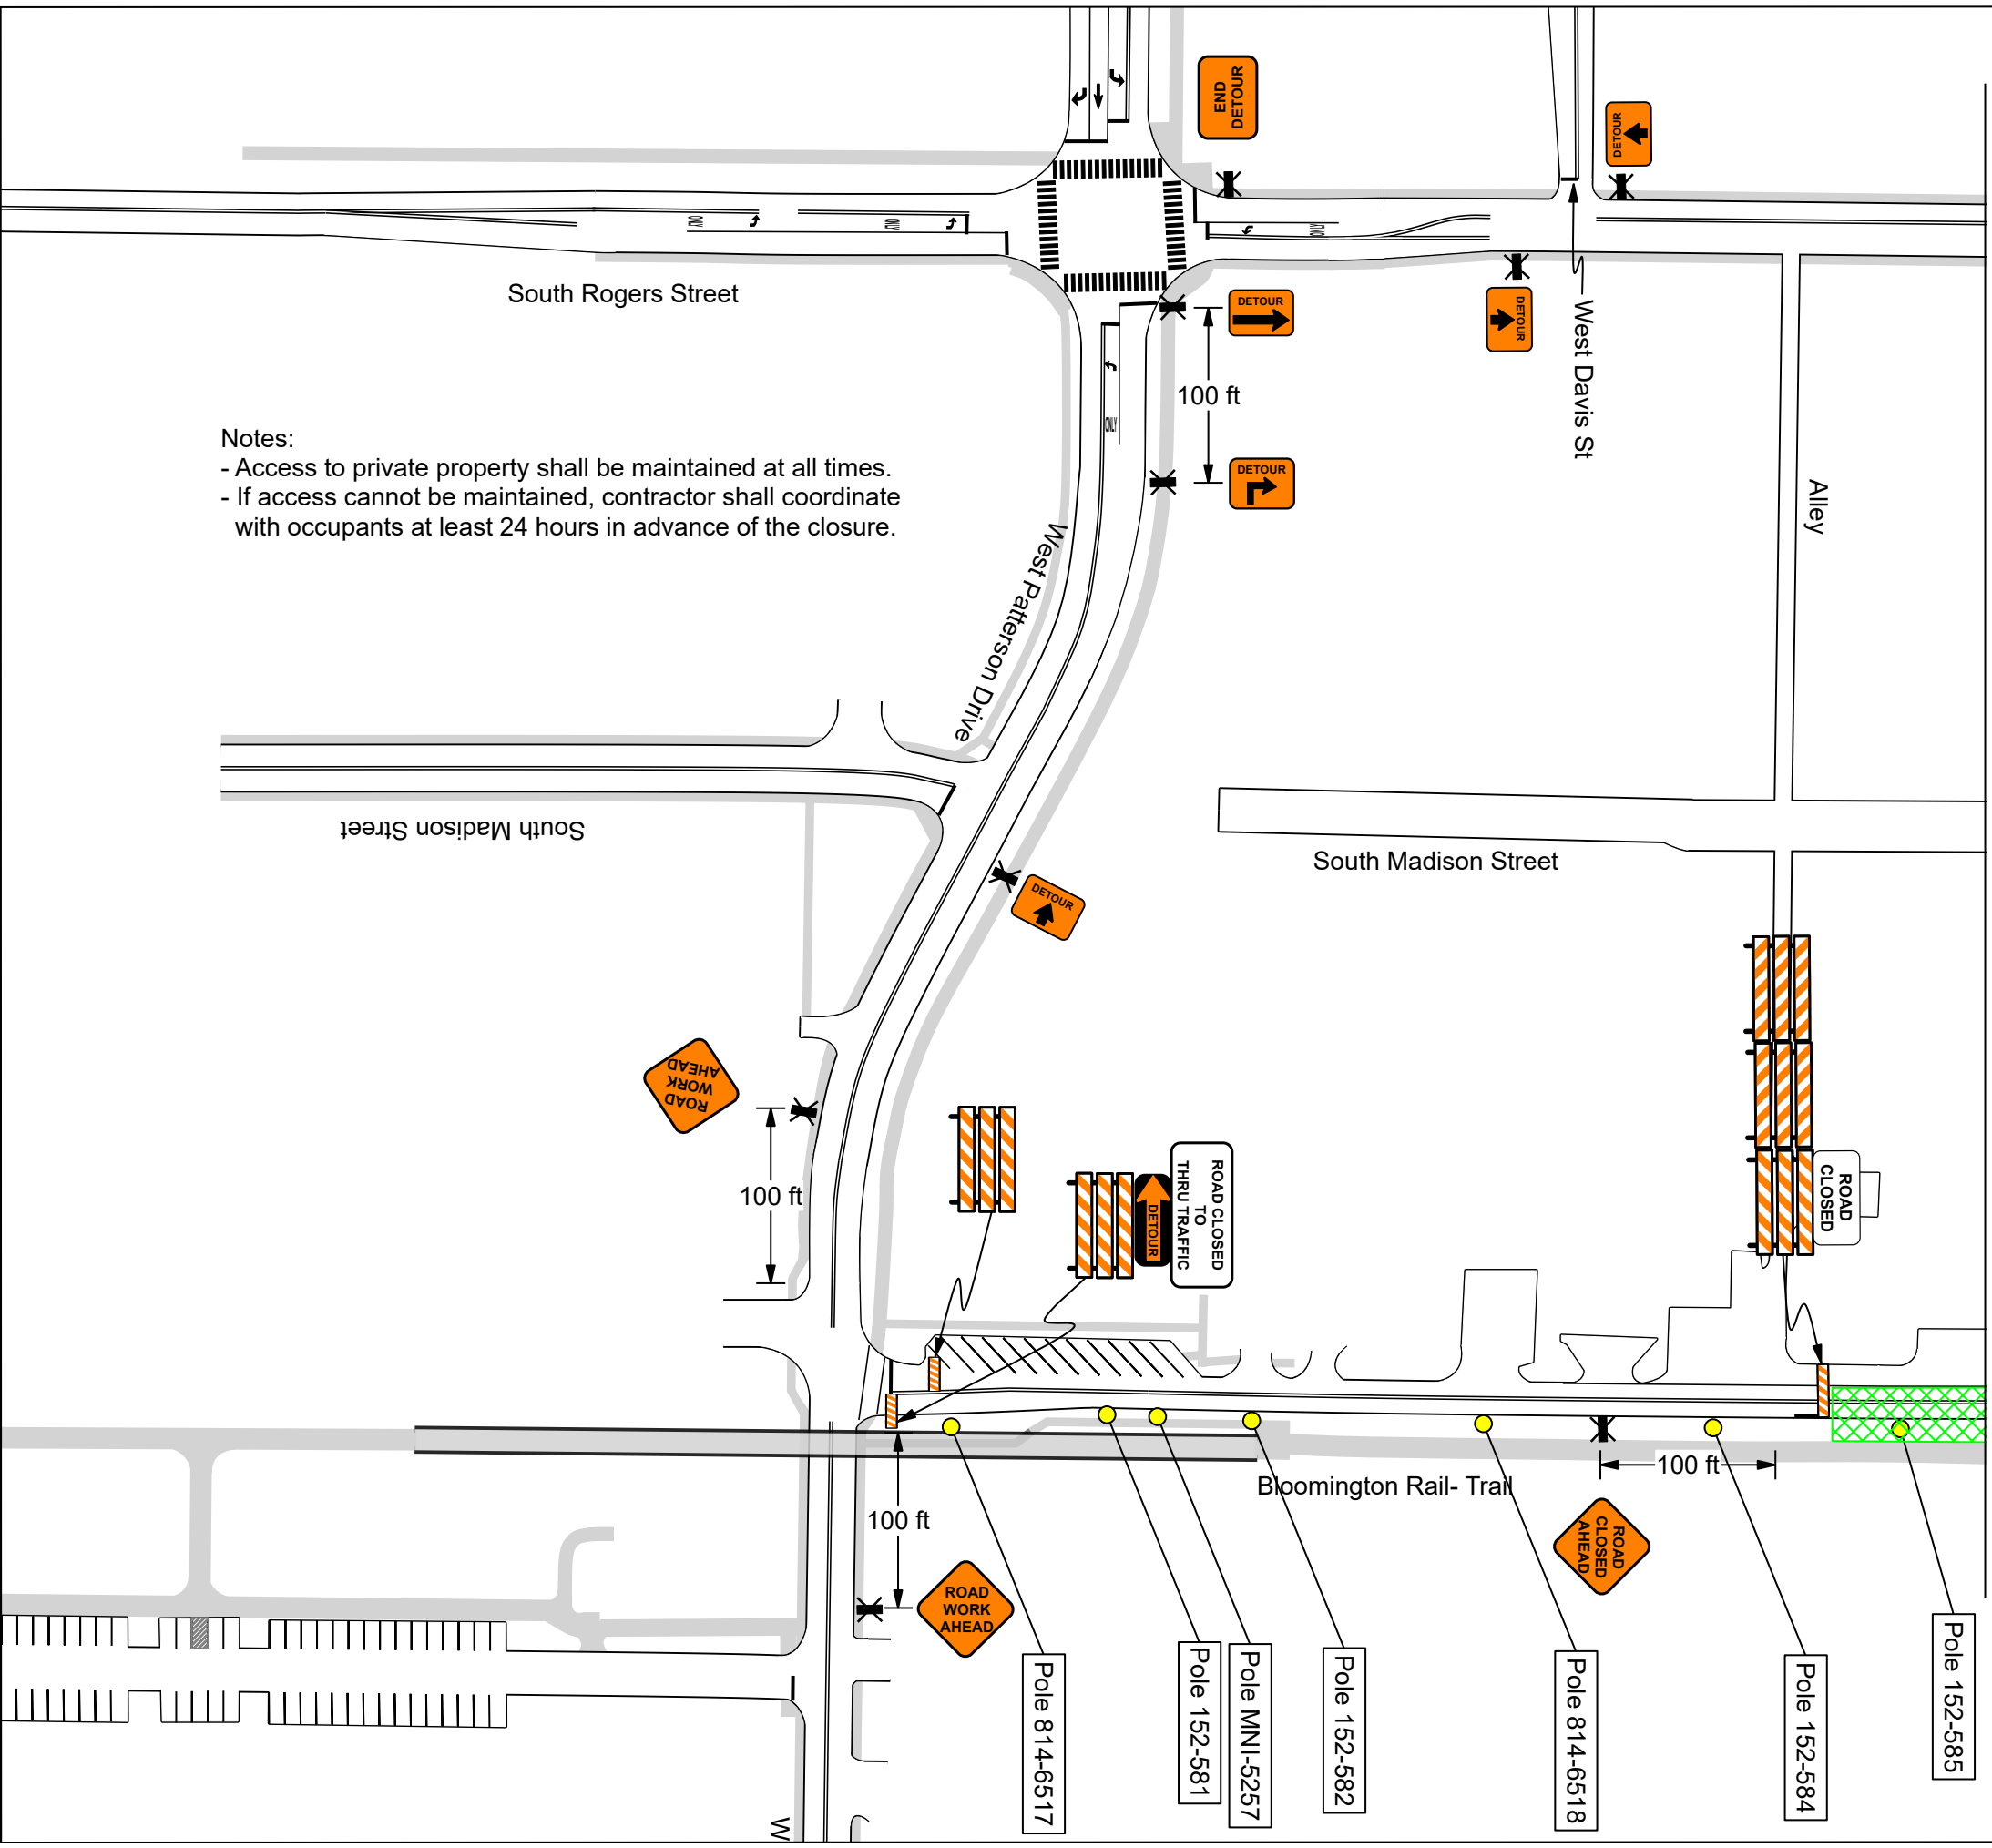 END
DETOUR
DETOUR
ONLY
ONLY
ONLY
South Rogers Street
DETOUR
DETOUR
West Davis St
100 ft
ONLY
DETOUR
Alley
Notes:
- Access to private property shall be maintained at all times.
- If access cannot be maintained, contractor shall coordinate
with occupants at least 24 hours in advance of the closure.
West Patterson Drive
South Madison Street
South Madison Street
DETOUR
ROAD
WORK
AHEAD
100 ft
ROAD CLOSED
TO
THRU TRAFFIC
DETOUR
ROAD
CLOSED
100 ft
Bloomington Rail- Trail
100 ft
ROAD
CLOSED
AHEAD
ROAD
WORK
AHEAD
Pole 814-6517
Pole 152-581
Pole MNI-5257
Pole 152-582
Pole 814-6518
Pole 152-584
Pole 152-585
W